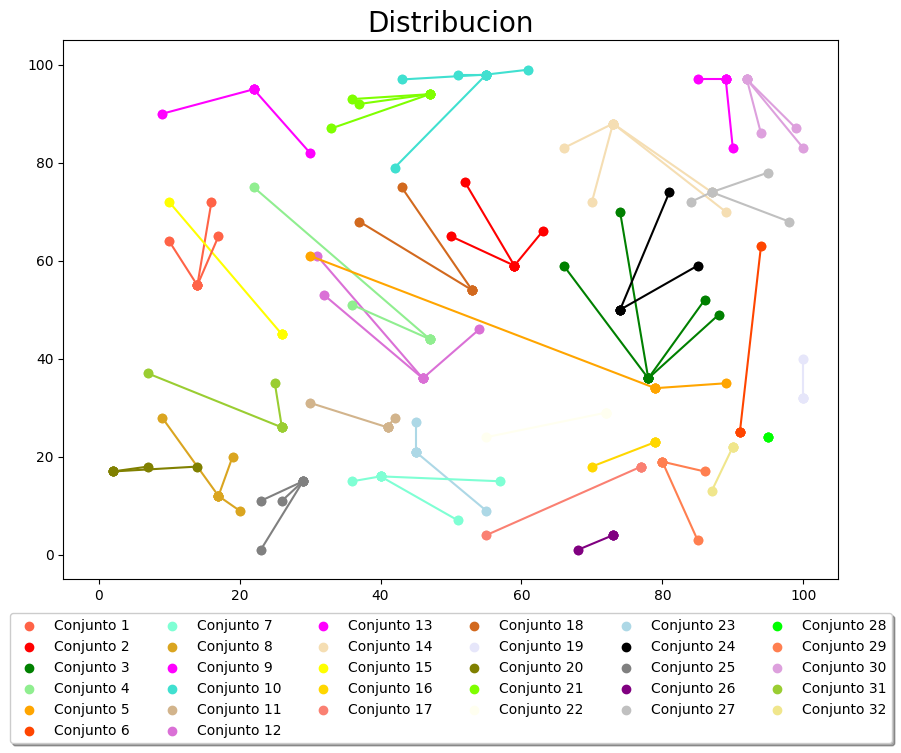 Distribucion
100
80
60
40
20
0
0 20 40 60 80 100
Conjunto 1 Conjunto 7 Conjunto 13 Conjunto 18 Conjunto 23 Conjunto 28
Conjunto 2 Conjunto 8 Conjunto 14 Conjunto 19 Conjunto 24 Conjunto 29
Conjunto 3 Conjunto 9 Conjunto 15 Conjunto 20 Conjunto 25 Conjunto 30
Conjunto 4 Conjunto 10 Conjunto 16 Conjunto 21 Conjunto 26 Conjunto 31
Conjunto 5 Conjunto 11 Conjunto 17 Conjunto 22 Conjunto 27 Conjunto 32
Conjunto 6 Conjunto 12